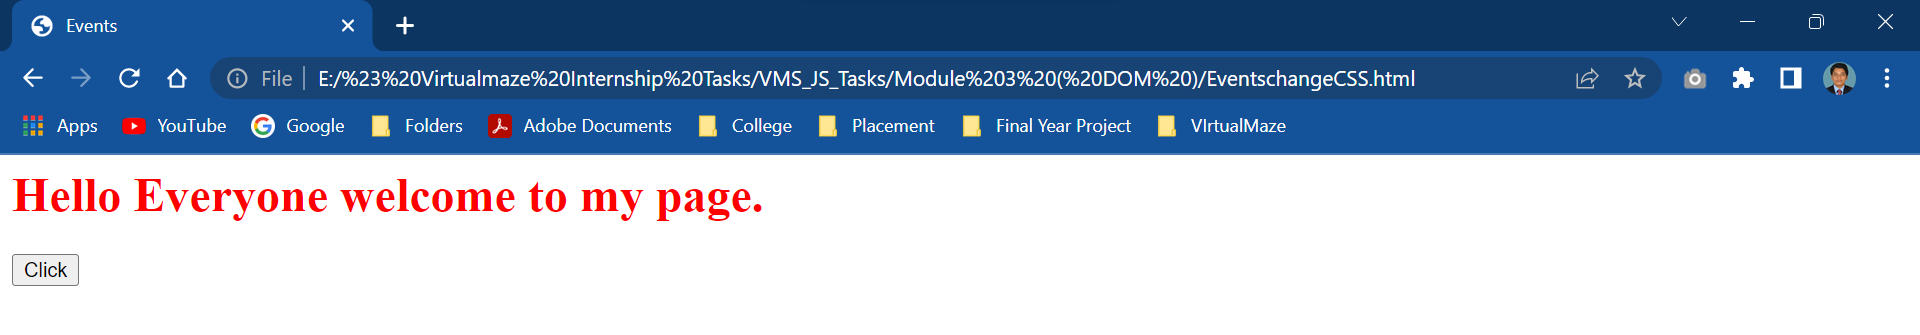 Events
File E:/%23%20Virtualmaze%20Internship%20Tasks/VMS_JS_Tasks/Module%203%20(%20DOM%20)/EventschangeCSS.html
Apps YouTube Google Folders Adobe Documents College Placement Final Year Project VIrtualMaze
Hello Everyone welcome to my page.
Click